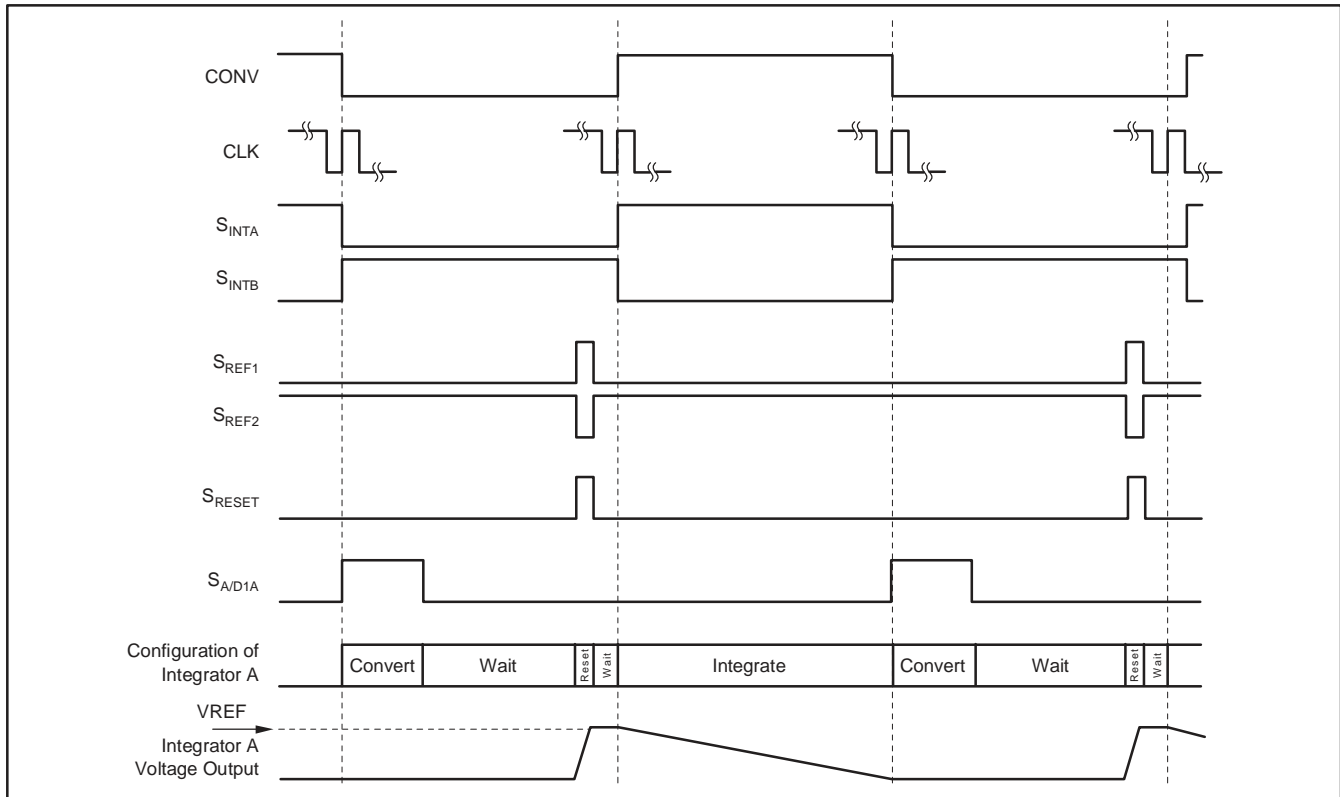 CONV
CLK
SINTA
SINTB
SREF1
SREF2
SRESET
SA/D1A
Configuration of
Integrator A
Convert Wait Reset Wait Integrate Convert Wait Reset Wait
VREF
Integrator A
Voltage Output